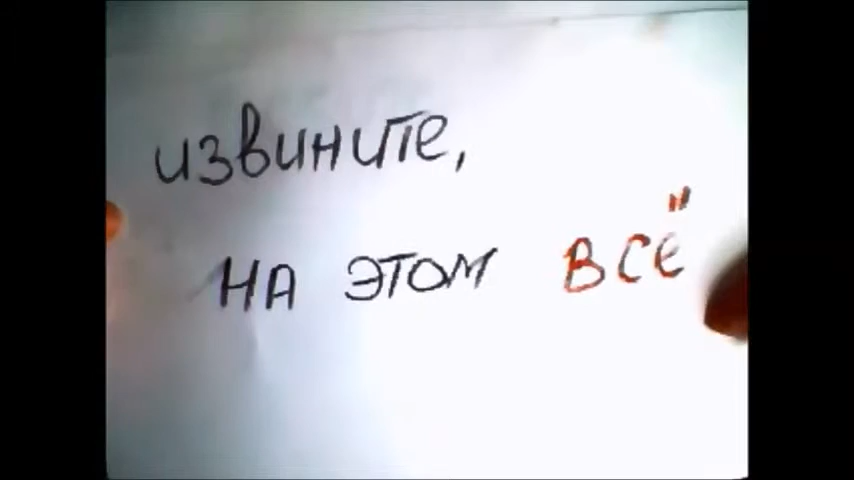 извините,
на этом всё